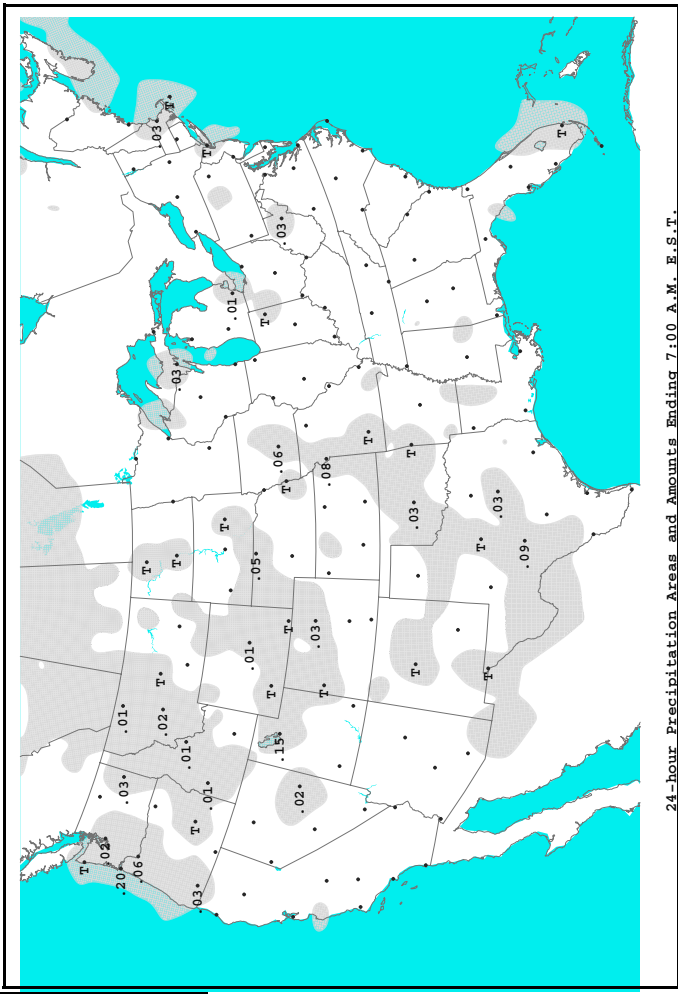 T
.02
.20
.01
.03
.06
T
.03
T
.02
T
.03
T
.01
T
.03
.01
T
T
.01
.01
.05
T
T
.06
.15
.03
T
T
.02
.03
T
.08
T
T
.03
T
T
T
.03
.09
T
24-hour Precipitation Areas and Amounts Ending 7:00 A.M. E.S.T.